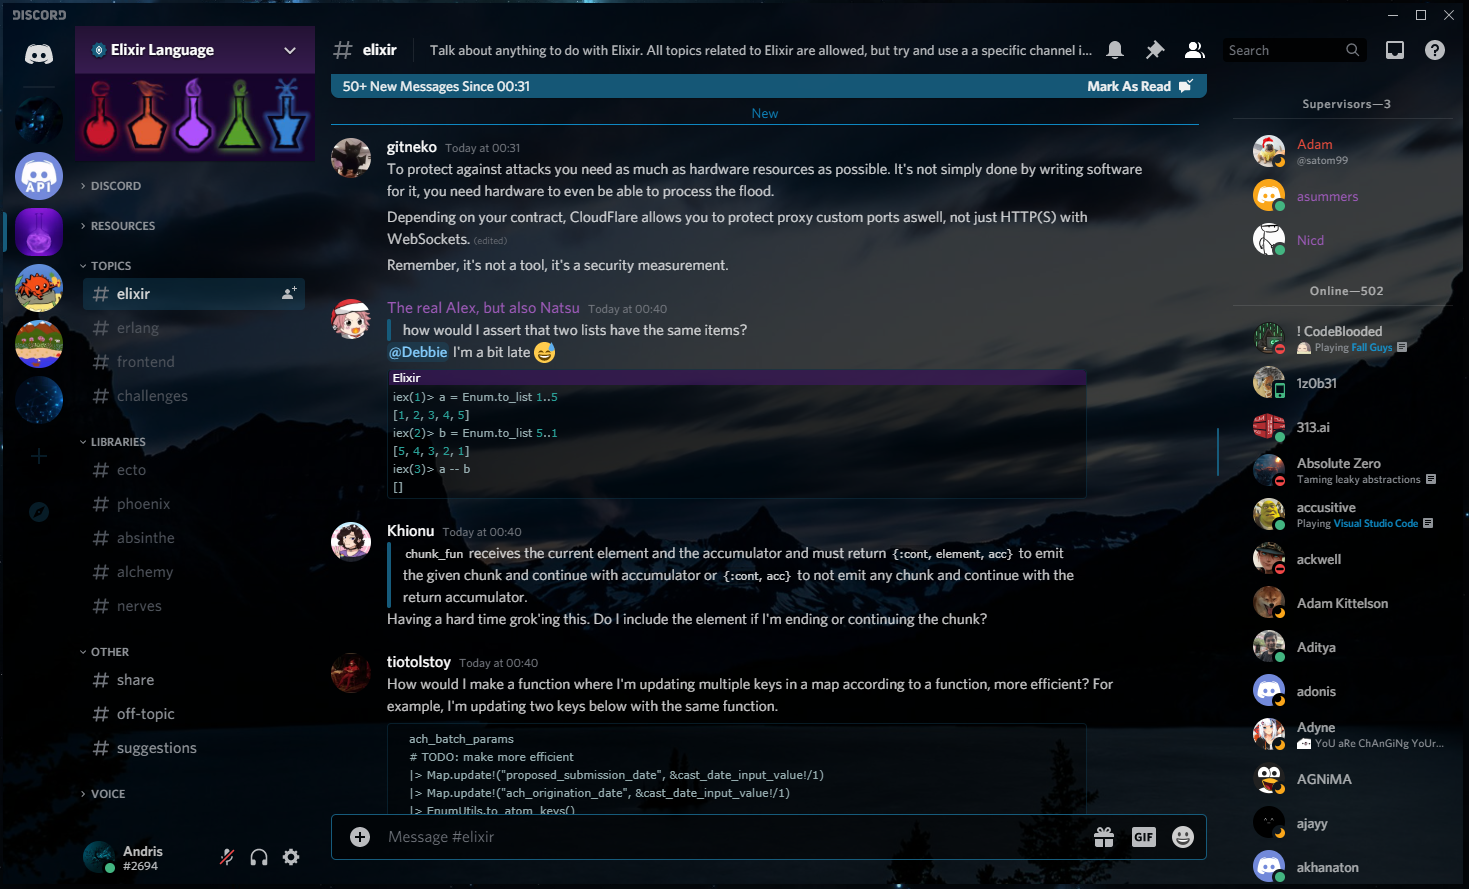 DISCORD
Elixir Language
DISCORD
RESOURCES
TOPICS
elixir
erlang
frontend
challenges
LIBRARIES
ecto
phoenix
absinthe
alchemy
nerves
OTHER
share
off-topic
suggestions
VOICE
Andris
#2694
API
# elixir
Talk about anything to do with Elixir. All topics related to Elixir are allowed, but try and use a a specific channel i...
Search
50+ New Messages Since 00:31
Mark As Read
New
gitneko Today at 00:31
To protect against attacks you need as much as hardware resources as possible. It's not simply done by writing software
for it, you need hardware to even be able to process the flood.
Depending on your contract, CloudFlare allows you to protect proxy custom ports aswell, not just HTTP(S) with
WebSockets. (edited)
Remember, it's not a tool, it's a security measurement.
The real Alex, but also Natsu Today at 00:40
how would I assert that two lists have the same items?
@Debbie I'm a bit late 😅
Elixir
iex(1)> a = Enum.to_list 1..5
[1, 2, 3, 4, 5]
iex(2)> b = Enum.to_list 5..1
[5, 4, 3, 2, 1]
iex(3)> a -- b
[]
Khionu Today at 00:40
chunk_fun receives the current element and the accumulator and must return {:cont, element, acc} to emit
the given chunk and continue with accumulator or {:cont, acc} to not emit any chunk and continue with the
return accumulator.
Having a hard time grok'ing this. Do I include the element if I'm ending or continuing the chunk?
tiotolstoy Today at 00:40
How would I make a function where I'm updating multiple keys in a map according to a function, more efficient? For
example, I'm updating two keys below with the same function.
ach_batch_params
# TODO: make more efficient
|> Map.update!("proposed_submission_date", &cast_date_input_value!/1)
|> Map.update!("ach_origination_date", &cast_date_input_value!/1)
|> EnumUtils.to_atom_keys()
Message #elixir
GIF
Supervisors—3
Adam
@satom99
asummers
Nicd
Online—502
! CodeBlooded
Playing Fall Guys
1z0b31
313.ai
Absolute Zero
Taming leaky abstractions
accusitive
Playing Visual Studio Code
ackwell
Adam Kittelson
Aditya
adonis
Adyne
YoU aRe ChAnGiNg YoUr...
AGNiMA
ajayy
akhanaton